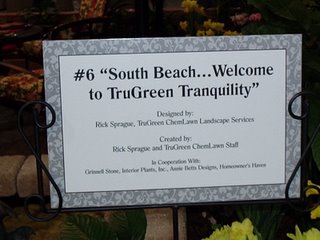 #6 "South Beach...Welcome
to TruGreen Tranquility"
Designed by:
Rick Sprague, TruGreen ChemLawn Landscape Services
Created by:
Rick Sprague and TruGreen ChemLawn Staff
In Cooperation With:
Grinnell Stone, Interior Plants, Inc., Annie Betts Designs, Homeowner's Haven